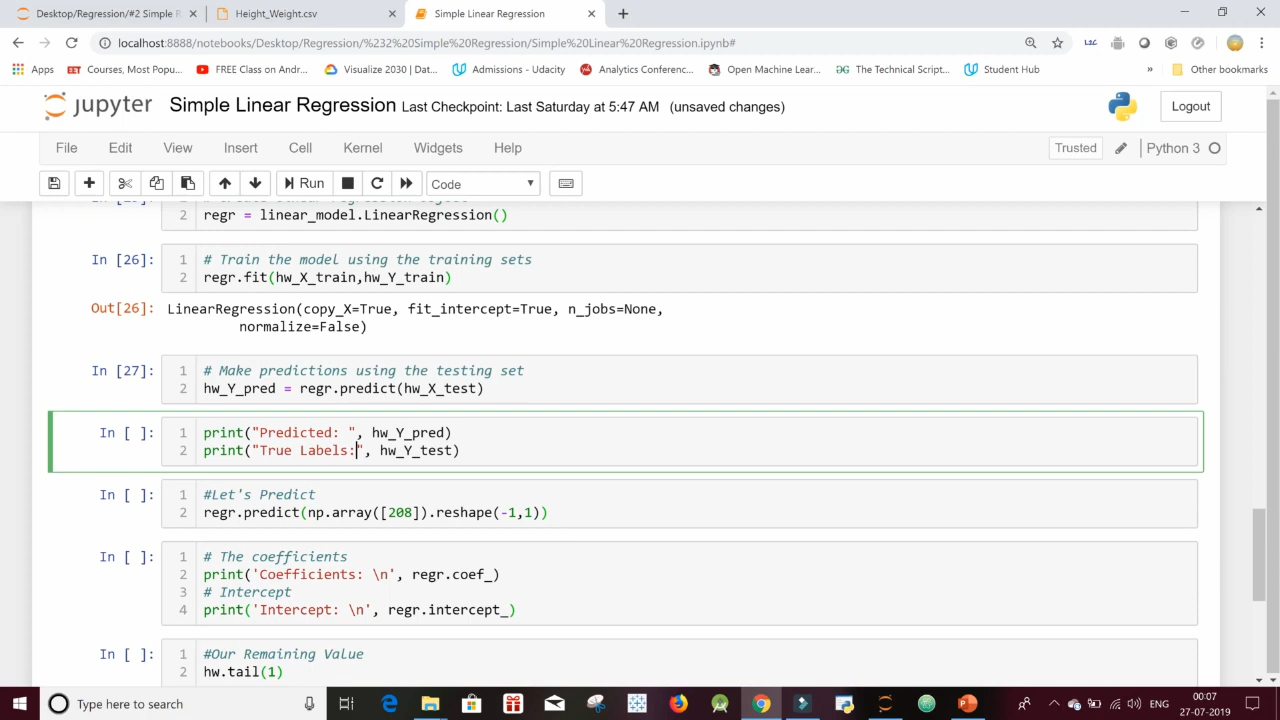 Desktop/Regression/#2 Simple R
Height_Weight.csv
Simple Linear Regression
localhost:8888/notebooks/Desktop/Regression/%232%20Simple%20Regression/Simple%20Linear%20Regression.ipynb#
Apps
Courses, Most Popu...
FREE Class on Andr...
Visualize 2030 | Dat...
Admissions - Udacity
Analytics Conferenc...
Open Machine Lear...
The Technical Script...
Student Hub
»
Other bookmarks
jupyter Simple Linear Regression Last Checkpoint: Last Saturday at 5:47 AM (unsaved changes)
Logout
File Edit View Insert Cell Kernel Widgets Help
Trusted
Python 3
Run
Code
2 regr = linear_model.LinearRegression()
In [26]: 1 # Train the model using the training sets
2 regr.fit(hw_X_train,hw_Y_train)
Out[26]: LinearRegression(copy_X=True, fit_intercept=True, n_jobs=None,
normalize=False)
In [27]: 1 # Make predictions using the testing set
2 hw_Y_pred = regr.predict(hw_X_test)
In [ ]: 1 print("Predicted: ", hw_Y_pred)
2 print("True Labels:", hw_Y_test)
In [ ]: 1 #Let's Predict
2 regr.predict(np.array([208]).reshape(-1,1))
In [ ]: 1 # The coefficients
2 print('Coefficients: \n', regr.coef_)
3 # Intercept
4 print('Intercept: \n', regr.intercept_)
In [ ]: 1 #Our Remaining Value
2 hw.tail(1)
Type here to search
ENG
00:07
27-07-2019